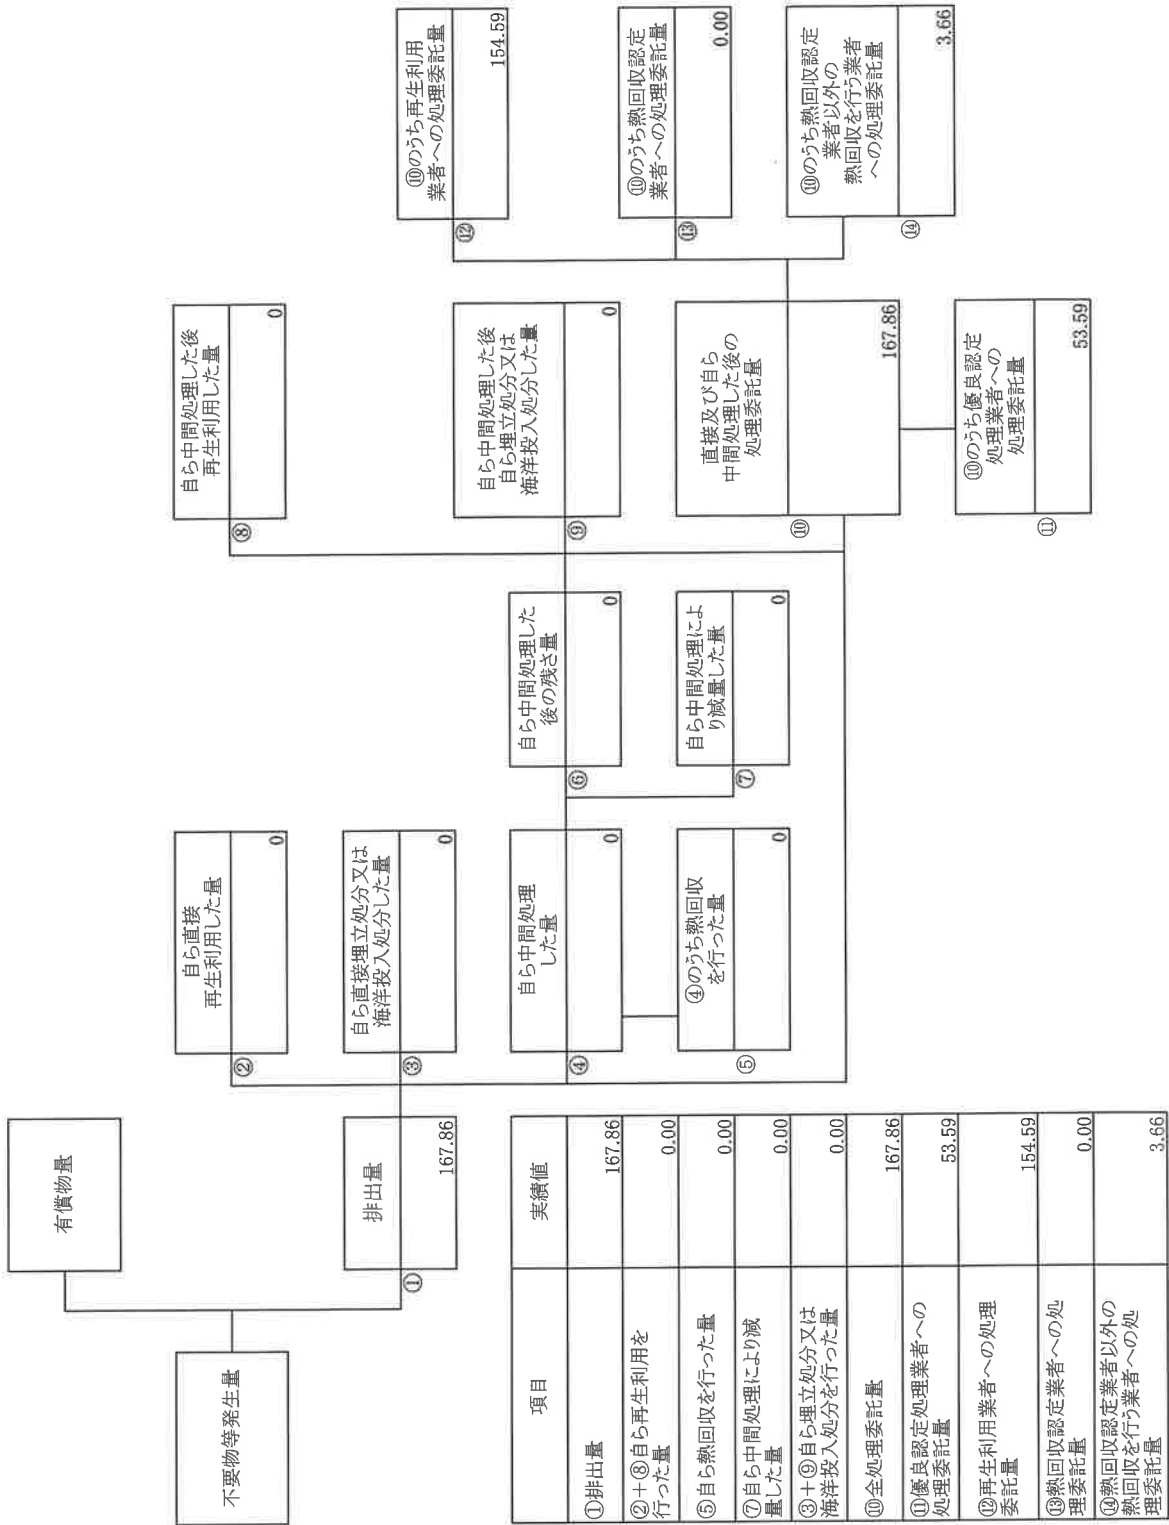 不要物等発生量
有償物量
排出量
①
167.86
自ら直接
再生利用した量
②
0
自ら直接埋立処分又は
海洋投入処分した量
③
0
自ら中間処理
した量
④
0
④のうち熱回収
を行った量
⑤
0
自ら中間処理した
後の残さ量
⑥
0
自ら中間処理によ
り減量した量
⑦
0
自ら中間処理した後
再生利用した量
⑧
0
自ら中間処理した後
自ら埋立処分又は
海洋投入処分した量
⑨
0
直接及び自ら
中間処理した後の
処理委託量
⑩
167.86
⑩のうち優良認定
処理業者への
処理委託量
⑪
53.59
⑩のうち再生利用
業者への処理委託量
⑫
154.59
⑩のうち熱回収認定
業者への処理委託量
⑬
0.00
⑩のうち熱回収認定
業者以外の
熱回収を行う業者
への処理委託量
⑭
3.66
項目
実績値
①排出量
167.86
②+⑧自ら再生利用を
行った量
0.00
⑤自ら熱回収を行った量
0.00
⑦自ら中間処理により減
量した量
0.00
③+⑨自ら埋立処分又は
海洋投入処分を行った量
0.00
⑩全処理委託量
167.86
⑪優良認定処理業者への
処理委託量
53.59
⑫再生利用業者への処理
委託量
154.59
⑬熱回収認定業者への処
理委託量
0.00
⑭熱回収認定業者以外の
熱回収を行う業者への処
理委託量
3.66